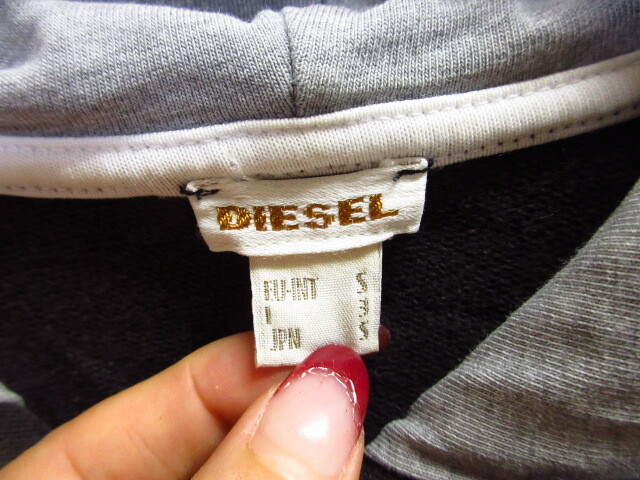 DIESEL
EU-INT S
I
JPN S